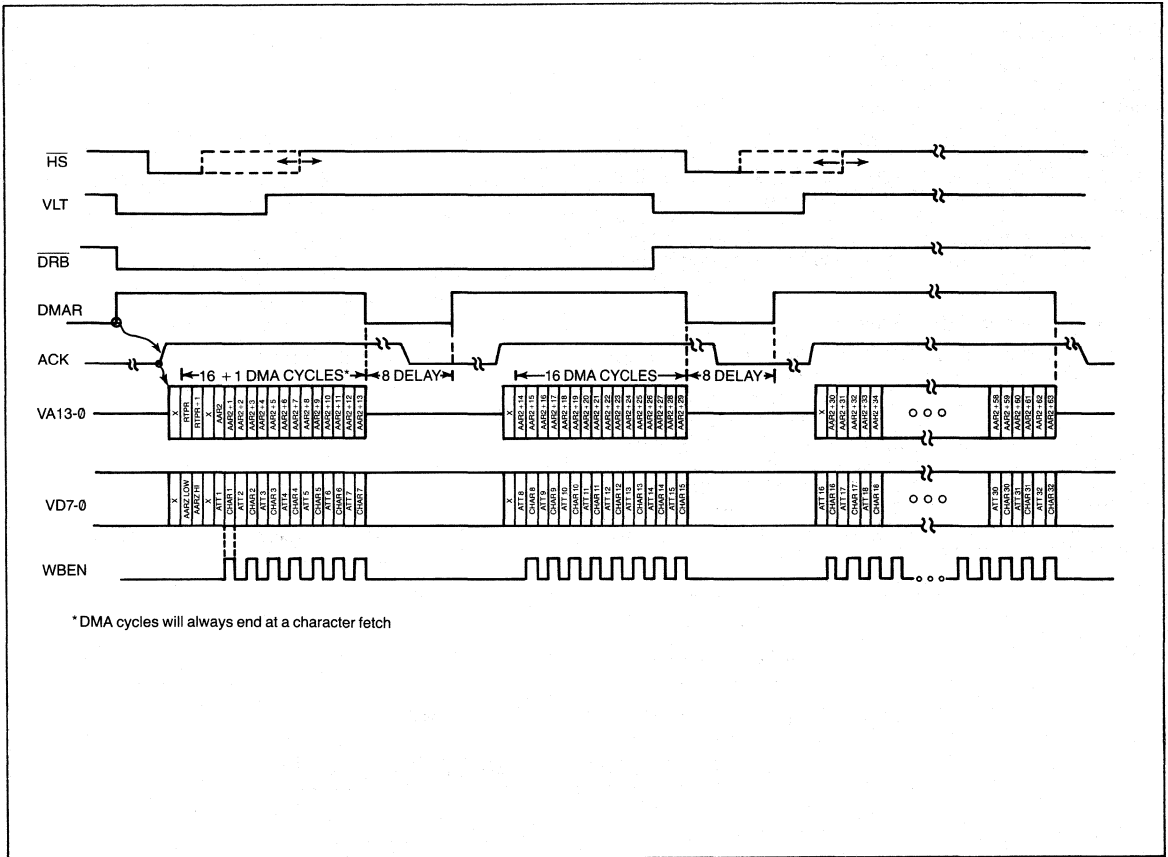 HS
VLT
DRB
DMAR
ACK
16 + 1 DMA CYCLES*
8 DELAY
16 DMA CYCLES
8 DELAY
VA13-0
X
RTPR
RTPR + 1
X
AAR2
AAR2 + 1
AAR2 + 2
AAR2 + 3
AAR2 + 4
AAR2 + 5
AAR2 + 6
AAR2 + 7
AAR2 + 8
AAR2 + 9
AAR2 + 10
AAR2 + 11
AAR2 + 12
AAR2 + 13
X
AAR2 + 14
AAR2 + 15
AAR2 + 16
AAR2 + 17
AAR2 + 18
AAR2 + 19
AAR2 + 20
AAR2 + 21
AAR2 + 22
AAR2 + 23
AAR2 + 24
AAR2 + 25
AAR2 + 26
AAR2 + 27
AAR2 + 28
AAR2 + 29
X
AAR2 + 30
AAR2 + 31
AAR2 + 32
AAR2 + 33
AAR2 + 34
AAR2 + 58
AAR2 + 59
AAR2 + 60
AAR2 + 61
AAR2 + 62
AAR2 + 63
VD7-0
X
AARZ LOW
AARZ HI
X
ATT 1
CHAR 1
ATT 2
CHAR 2
ATT 3
CHAR 3
ATT4
CHAR 4
ATT 5
CHAR 5
ATT 6
CHAR 6
ATT 7
CHAR 7
X
ATT 8
CHAR 8
ATT 9
CHAR 9
ATT 10
CHAR 10
ATT 11
CHAR 11
ATT 12
CHAR 12
ATT 13
CHAR 13
ATT 14
CHAR 14
ATT 15
CHAR 15
ATT 16
CHAR 16
ATT 17
CHAR 17
ATT 18
CHAR 18
ATT 30
CHAR 30
ATT 31
CHAR 31
ATT 32
CHAR 32
WBEN
* DMA cycles will always end at a character fetch